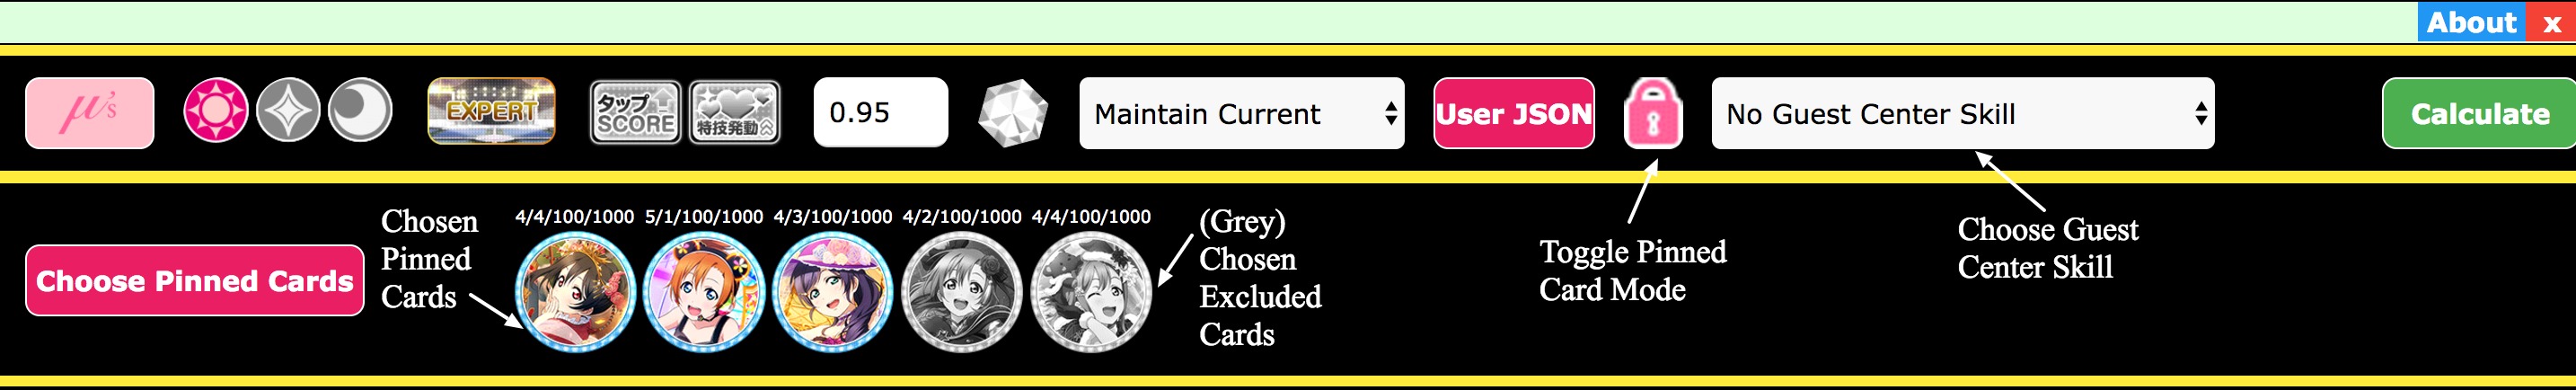 About x
μ's
EXPERT
タップ
SCORE
特技発動
0.95
Maintain Current
User JSON
No Guest Center Skill
Calculate
Choose Pinned Cards
Chosen
Pinned
Cards
4/4/100/1000 5/1/100/1000 4/3/100/1000 4/2/100/1000 4/4/100/1000
(Grey)
Chosen
Excluded
Cards
Toggle Pinned
Card Mode
Choose Guest
Center Skill